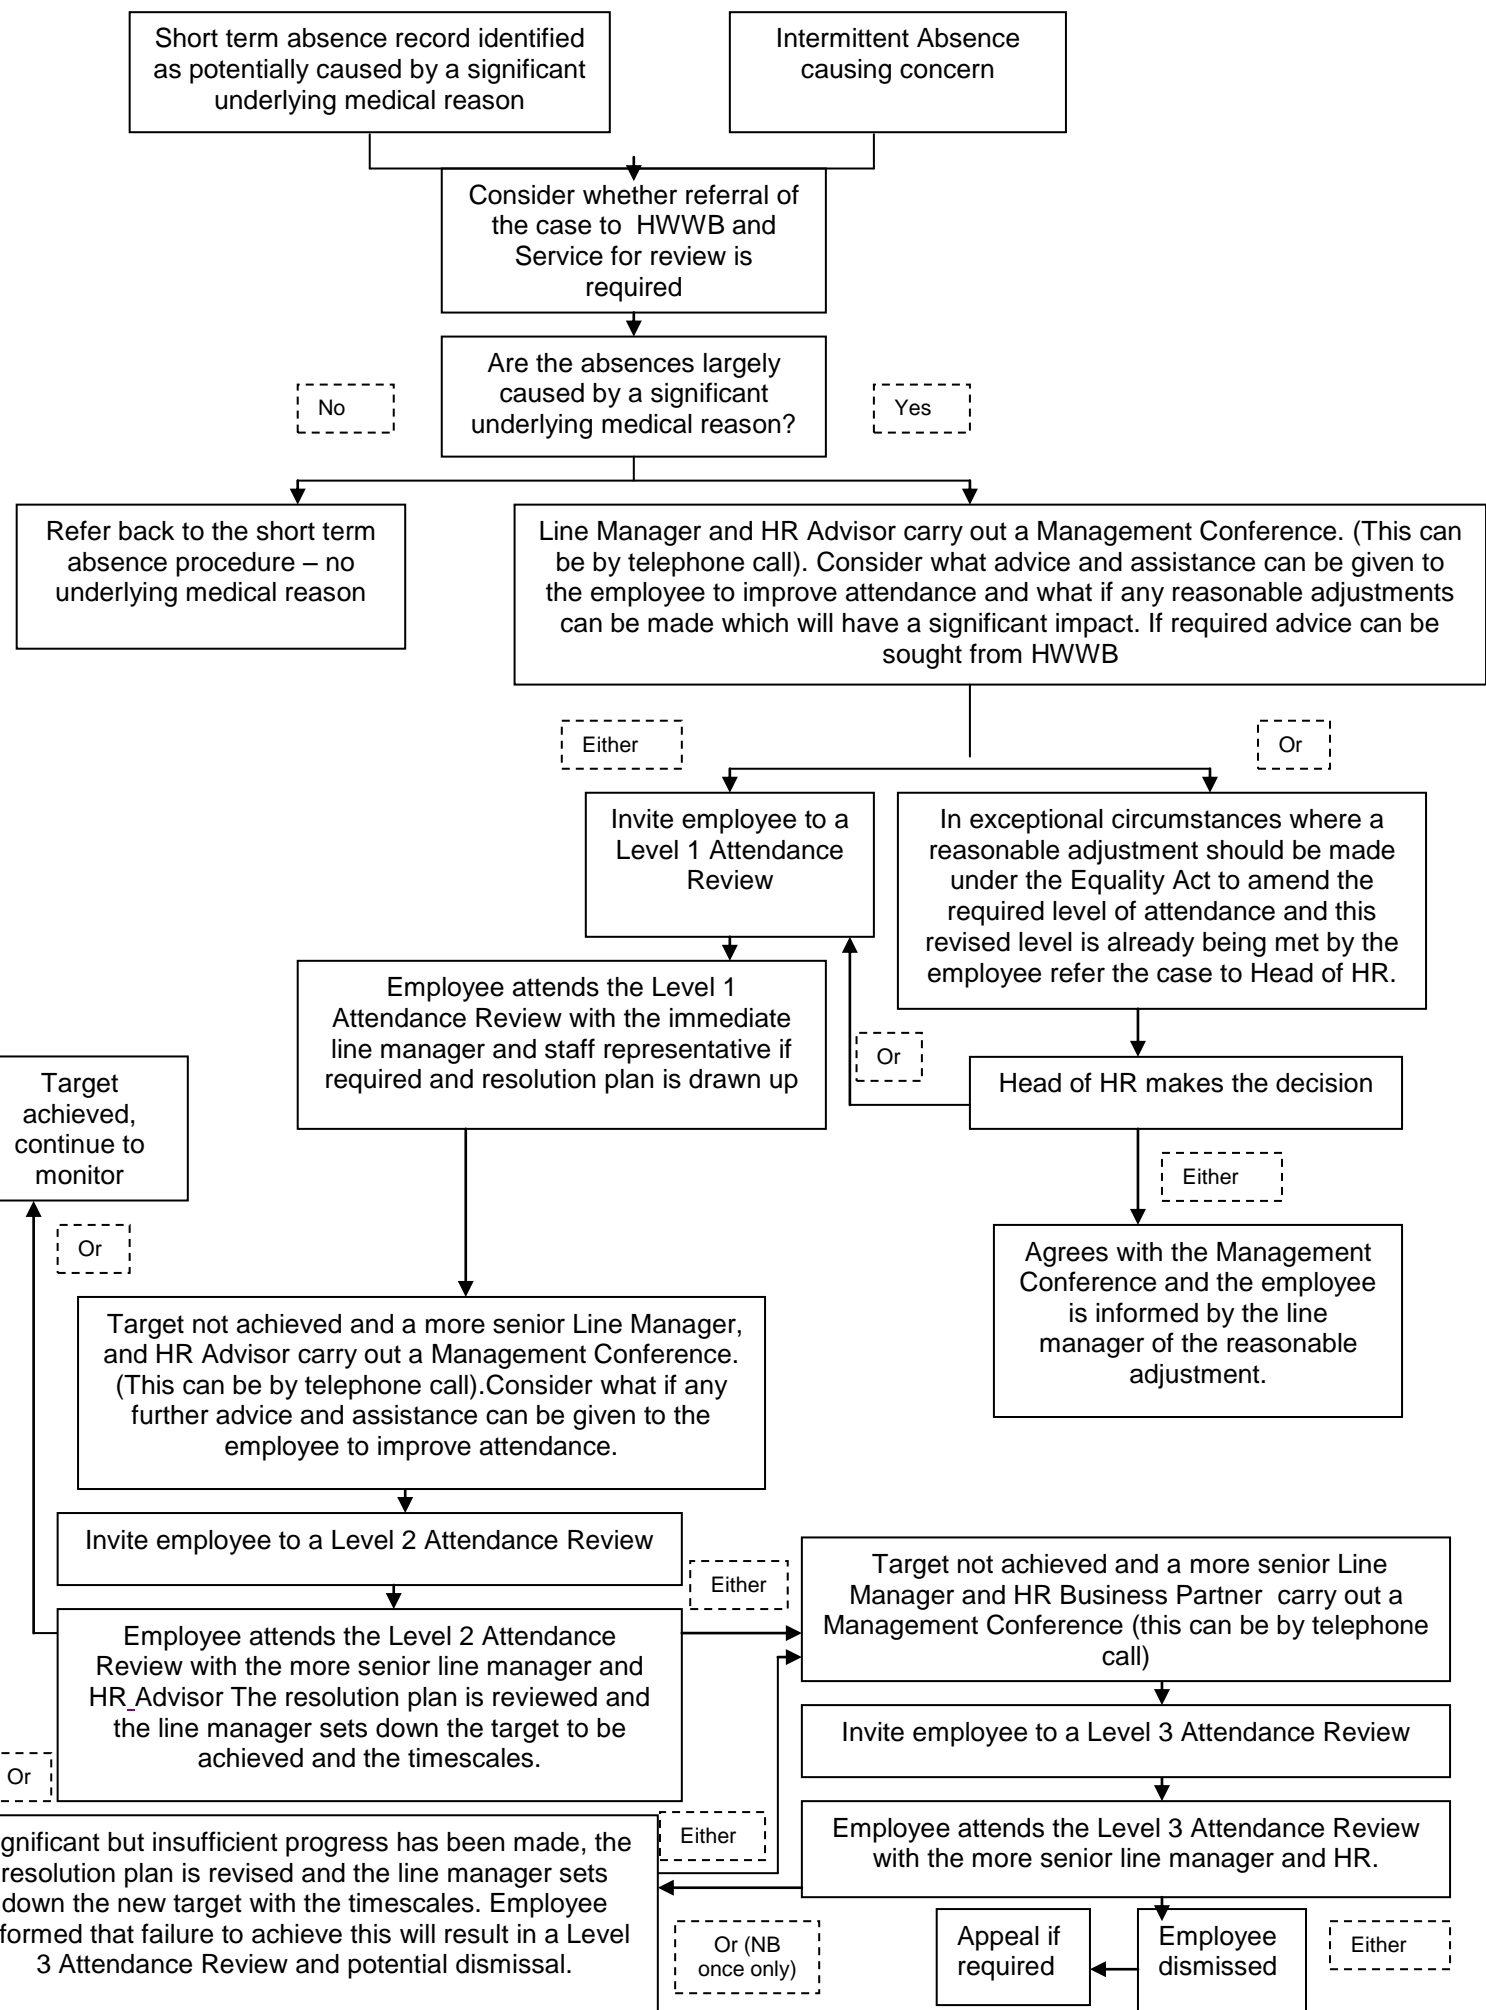 Short term absence record identified
as potentially caused by a significant
underlying medical reason
Intermittent Absence
causing concern
Consider whether referral of
the case to HWWB and
Service for review is
required
Are the absences largely
caused by a significant
underlying medical reason?
No
Yes
Refer back to the short term
absence procedure – no
underlying medical reason
Line Manager and HR Advisor carry out a Management Conference. (This can
be by telephone call). Consider what advice and assistance can be given to
the employee to improve attendance and what if any reasonable adjustments
can be made which will have a significant impact. If required advice can be
sought from HWWB
Either
Or
Invite employee to a
Level 1 Attendance
Review
In exceptional circumstances where a
reasonable adjustment should be made
under the Equality Act to amend the
required level of attendance and this
revised level is already being met by the
employee refer the case to Head of HR.
Employee attends the Level 1
Attendance Review with the immediate
line manager and staff representative if
required and resolution plan is drawn up
Or
Head of HR makes the decision
Target
achieved,
continue to
monitor
Either
Or
Agrees with the Management
Conference and the employee
is informed by the line
manager of the reasonable
adjustment.
Target not achieved and a more senior Line Manager,
and HR Advisor carry out a Management Conference.
(This can be by telephone call).Consider what if any
further advice and assistance can be given to the
employee to improve attendance.
Invite employee to a Level 2 Attendance Review
Either
Target not achieved and a more senior Line
Manager and HR Business Partner carry out a
Management Conference (this can be by telephone
call)
Employee attends the Level 2 Attendance
Review with the more senior line manager and
HR Advisor The resolution plan is reviewed and
the line manager sets down the target to be
achieved and the timescales.
Invite employee to a Level 3 Attendance Review
Or
Either
Employee attends the Level 3 Attendance Review
with the more senior line manager and HR.
gnificant but insufficient progress has been made, the
resolution plan is revised and the line manager sets
down the new target with the timescales. Employee
formed that failure to achieve this will result in a Level
3 Attendance Review and potential dismissal.
Or (NB
once only)
Appeal if
required
Employee
dismissed
Either